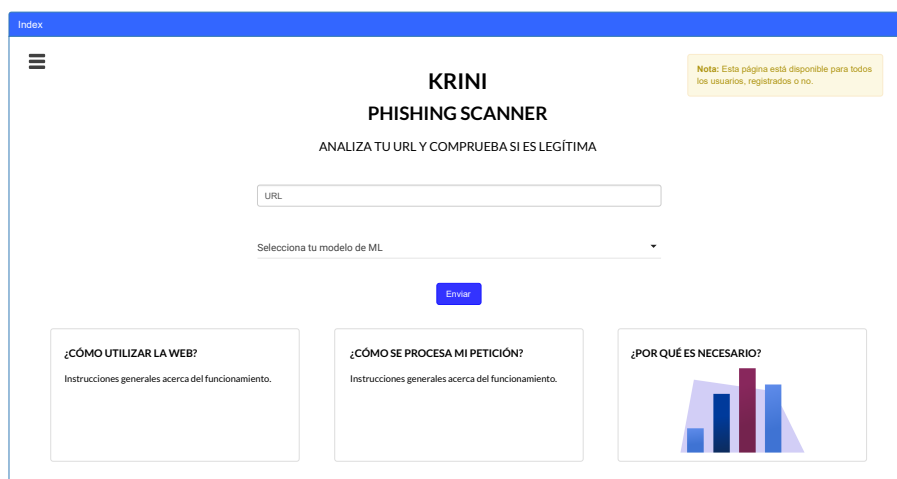 Index
KRINI
PHISHING SCANNER
Nota: Esta página está disponible para todos
los usuarios, registrados o no.
ANALIZA TU URL Y COMPRUEBA SI ES LEGÍTIMA
URL
Selecciona tu modelo de ML
Enviar
¿CÓMO UTILIZAR LA WEB?
Instrucciones generales acerca del funcionamiento.
¿CÓMO SE PROCESA MI PETICIÓN?
Instrucciones generales acerca del funcionamiento.
¿POR QUÉ ES NECESARIO?